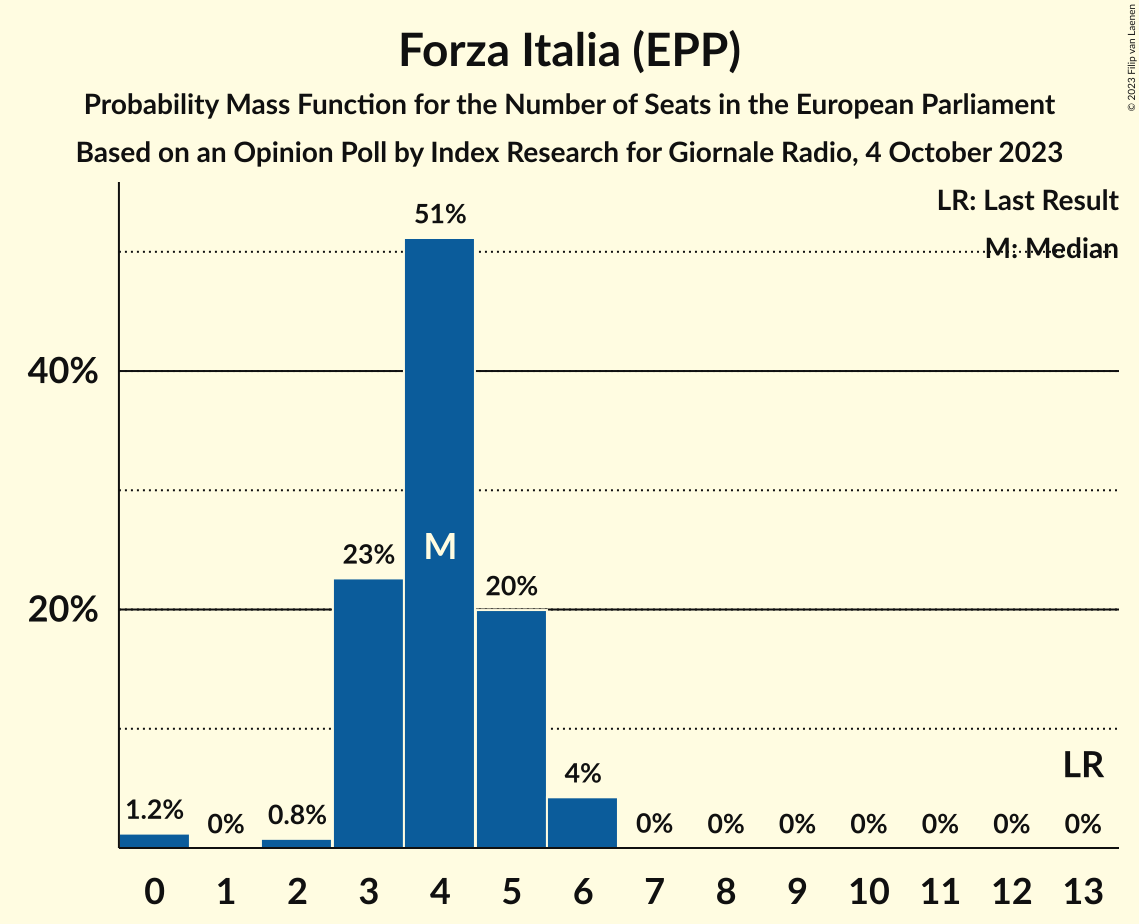 Forza Italia (EPP)
Probability Mass Function for the Number of Seats in the European Parliament
Based on an Opinion Poll by Index Research for Giornale Radio, 4 October 2023
© 2023 Filip van Laenen
LR: Last Result
M: Median
51%
40%
23%
M
20%
20%
4%
LR
1.2%
0%
0.8%
0%
0%
0%
0%
0%
0%
0%
0 1 2 3 4 5 6 7 8 9 10 11 12 13